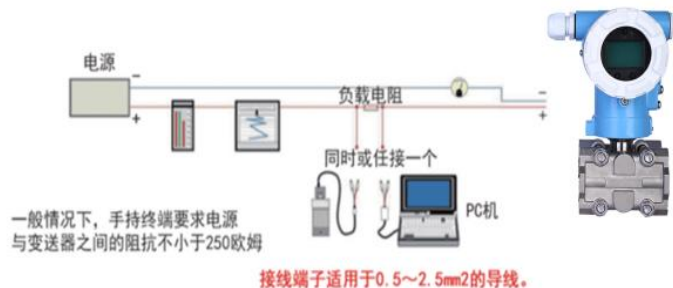 电源
−
+
负载电阻
−
+
同时或任接一个
PC机
一般情况下，手持终端要求电源
与变送器之间的阻抗不小于250欧姆
接线端子适用于0.5～2.5mm2的导线。